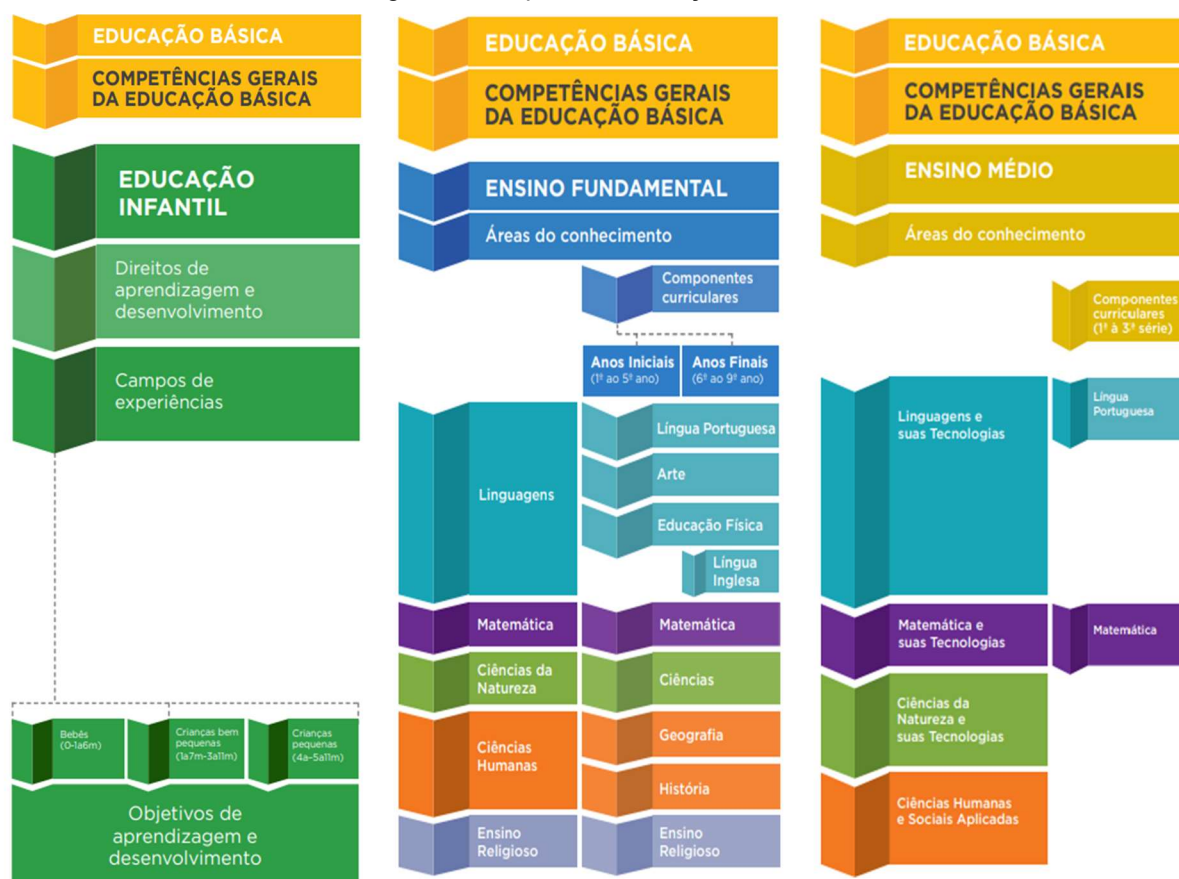 EDUCAÇÃO BÁSICA
COMPETÊNCIAS GERAIS
DA EDUCAÇÃO BÁSICA
EDUCAÇÃO
INFANTIL
Direitos de
aprendizagem e
desenvolvimento
Campos de
experiências
Bebês
(0-1a6m)
Crianças bem
pequenas
(1a7m-3a11m)
Crianças
pequenas
(4a-5a11m)
Objetivos de
aprendizagem e
desenvolvimento
EDUCAÇÃO BÁSICA
COMPETÊNCIAS GERAIS
DA EDUCAÇÃO BÁSICA
ENSINO FUNDAMENTAL
Áreas do conhecimento
Componentes
curriculares
Anos Iniciais
(1º ao 5º ano)
Anos Finais
(6º ao 9º ano)
Linguagens
Língua Portuguesa
Arte
Educação Física
Língua
Inglesa
Matemática
Matemática
Ciências da
Natureza
Ciências
Ciências
Humanas
Geografia
História
Ensino
Religioso
Ensino
Religioso
EDUCAÇÃO BÁSICA
COMPETÊNCIAS GERAIS
DA EDUCAÇÃO BÁSICA
ENSINO MÉDIO
Áreas do conhecimento
Componentes
curriculares
(1ª à 3ª série)
Linguagens e
suas Tecnologias
Língua
Portuguesa
Matemática e
suas Tecnologias
Matemática
Ciências da
Natureza e
suas Tecnologias
Ciências Humanas
e Sociais Aplicadas